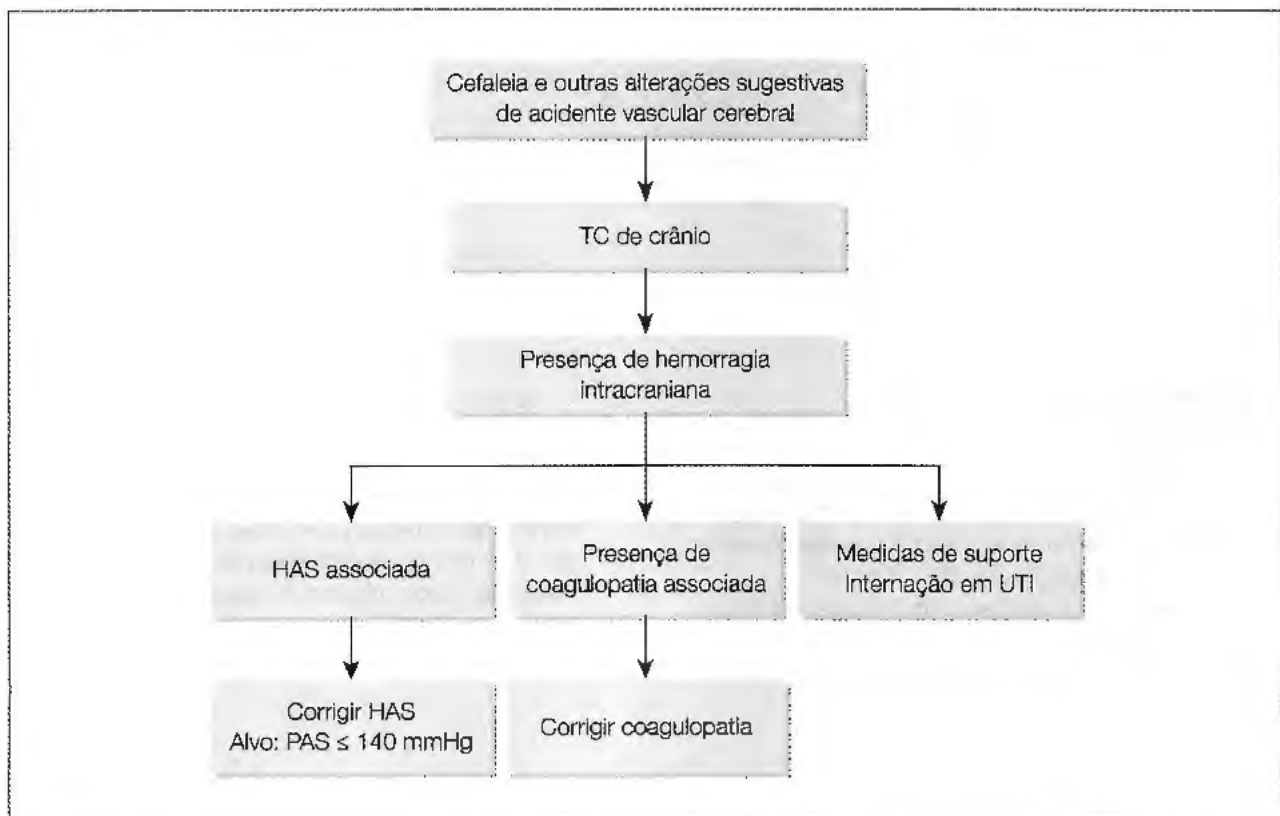 Cefaleia e outras alterações sugestivas
de acidente vascular cerebral
TC de crânio
Presença de hemorragia
intracraniana
HAS associada
Presença de
coagulopatia associada
Medidas de suporte
Internação em UTI
Corrigir HAS
Alvo: PAS ≤ 140 mmHg
Corrigir coagulopatia